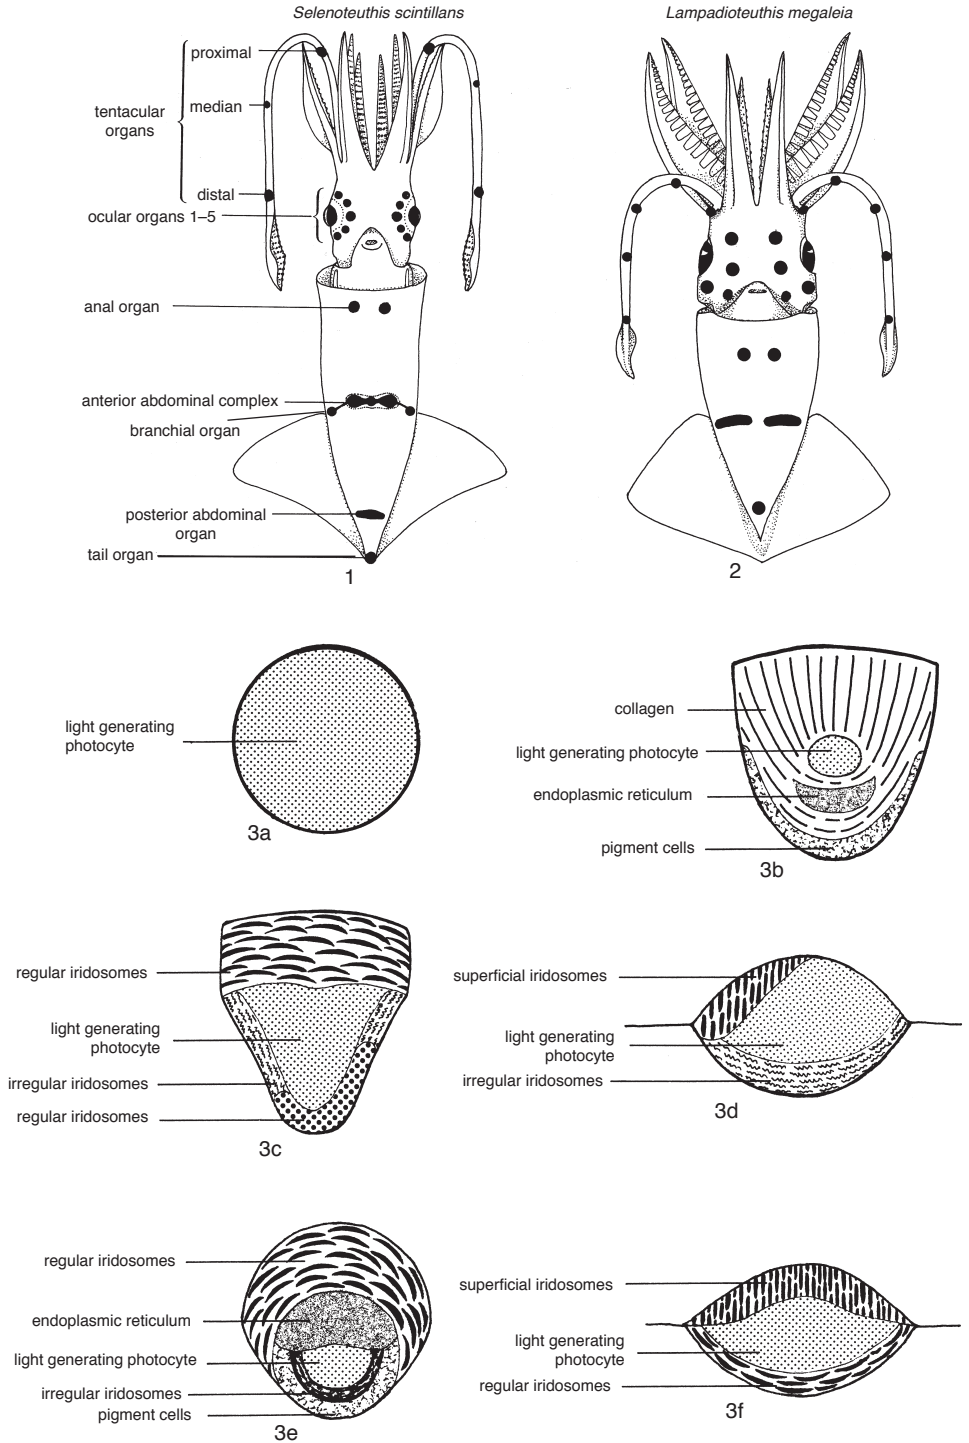 Selenoteuthis scintillans
Lampadioteuthis megaleia
proximal
tentacular
organs
median
distal
ocular organs 1–5
anal organ
anterior abdominal complex
branchial organ
posterior abdominal
organ
tail organ
1
2
light generating
photocyte
3a
collagen
light generating photocyte
endoplasmic reticulum
pigment cells
3b
regular iridosomes
light generating
photocyte
irregular iridosomes
regular iridosomes
3c
superficial iridosomes
light generating
photocyte
irregular iridosomes
3d
regular iridosomes
endoplasmic reticulum
light generating photocyte
irregular iridosomes
pigment cells
3e
superficial iridosomes
light generating
photocyte
regular iridosomes
3f